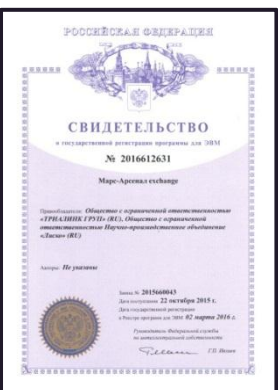 РОССИЙСКАЯ ФЕДЕРАЦИЯ
СВИДЕТЕЛЬСТВО
о государственной регистрации программы для ЭВМ
№ 2016612631
Марс-Арсенал exchange
Правообладатели: Общество с ограниченной ответственностью
«ТРИАЛИНК ГРУП» (RU), Общество с ограниченной
ответственностью Научно-производственное объединение
«Лисзи» (RU)
Авторы: Не указаны
Заявка № 2015660043
Дата поступления 22 октября 2015 г.
Дата государственной регистрации
в Реестре программ для ЭВМ 02 марта 2016 г.
Руководитель Федеральной службы
по интеллектуальной собственности
Г.П. Ивлиев